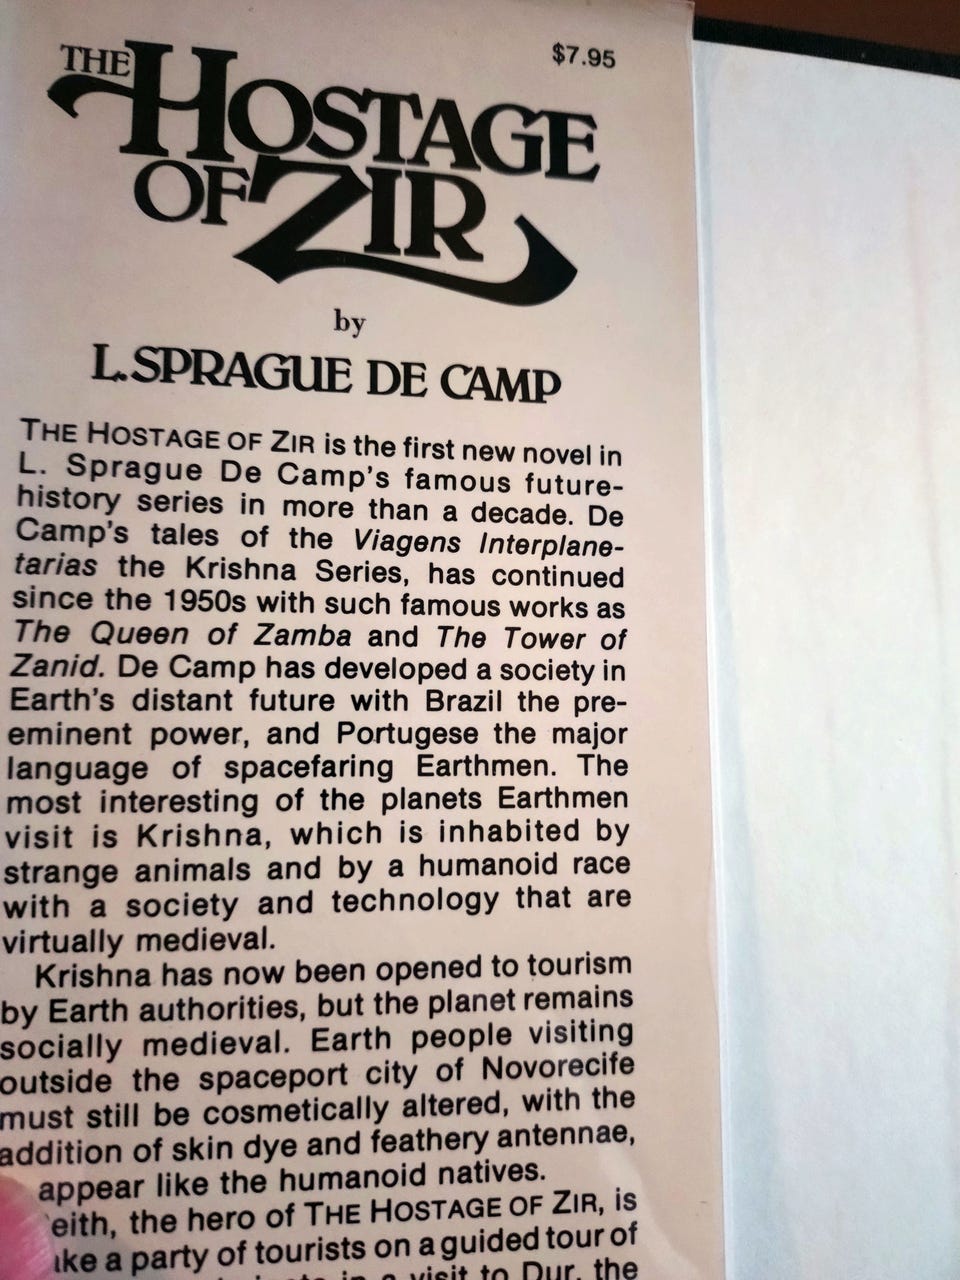 THE HOSTAGE
OF ZIR
$7.95
by
L. SPRAGUE DE CAMP
THE HOSTAGE OF ZIR is the first new novel in
L. Sprague De Camp's famous future-
history series in more than a decade. De
Camp's tales of the Viagens Interplane-
tarias the Krishna Series, has continued
since the 1950s with such famous works as
The Queen of Zamba and The Tower of
Zanid. De Camp has developed a society in
Earth's distant future with Brazil the pre-
eminent power, and Portugese the major
language of spacefaring Earthmen. The
most interesting of the planets Earthmen
visit is Krishna, which is inhabited by
strange animals and by a humanoid race
with a society and technology that are
virtually medieval.
Krishna has now been opened to tourism
by Earth authorities, but the planet remains
socially medieval. Earth people visiting
outside the spaceport city of Novorecife
must still be cosmetically altered, with the
addition of skin dye and feathery antennae,
appear like the humanoid natives.
eith, the hero of THE HOSTAGE OF ZIR, is
ake a party of tourists on a guided tour of
in a visit to Dur, the